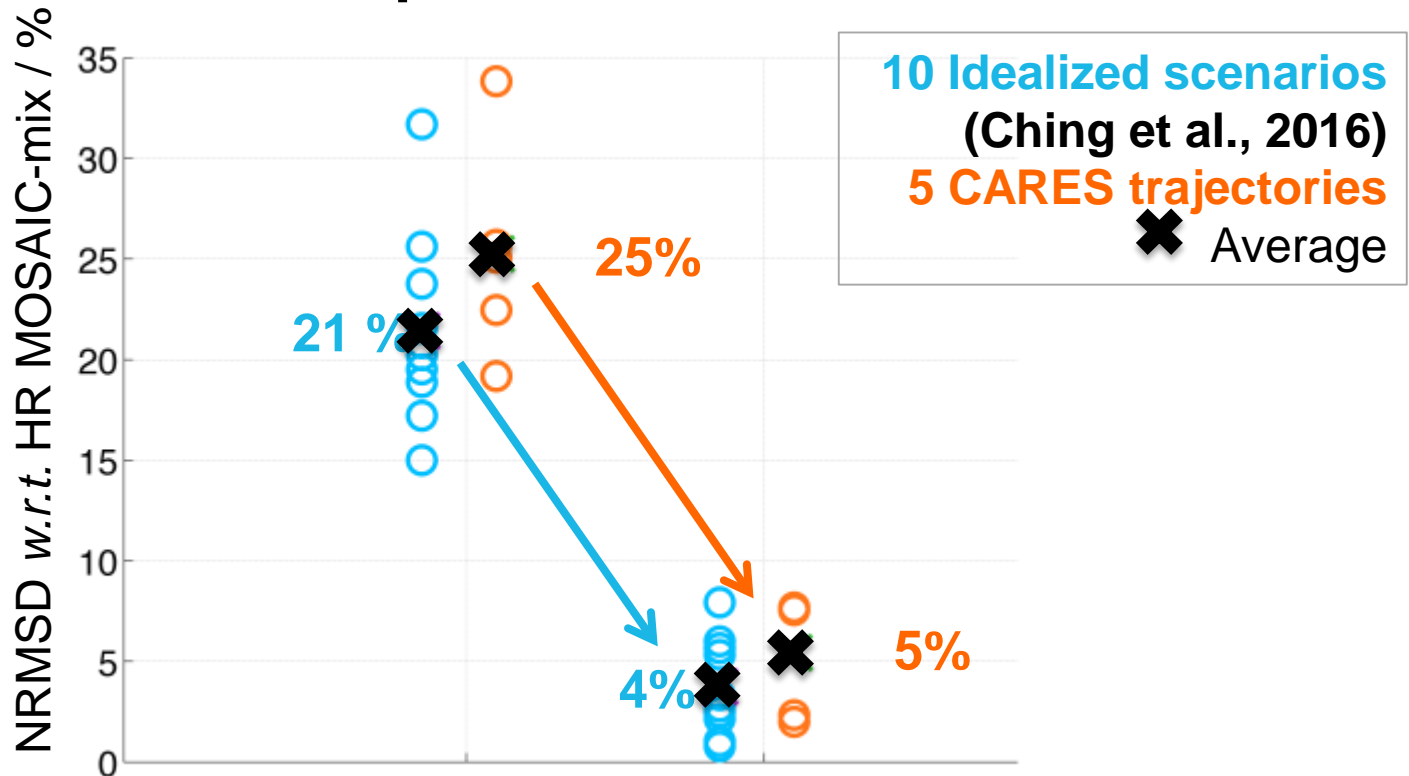 NRMSD w.r.t. HR MOSAIC-mix / %
35
30
25
20
15
10
5
0
10 Idealized scenarios
(Ching et al., 2016)
5 CARES trajectories
Average
25%
21 %
5%
4%